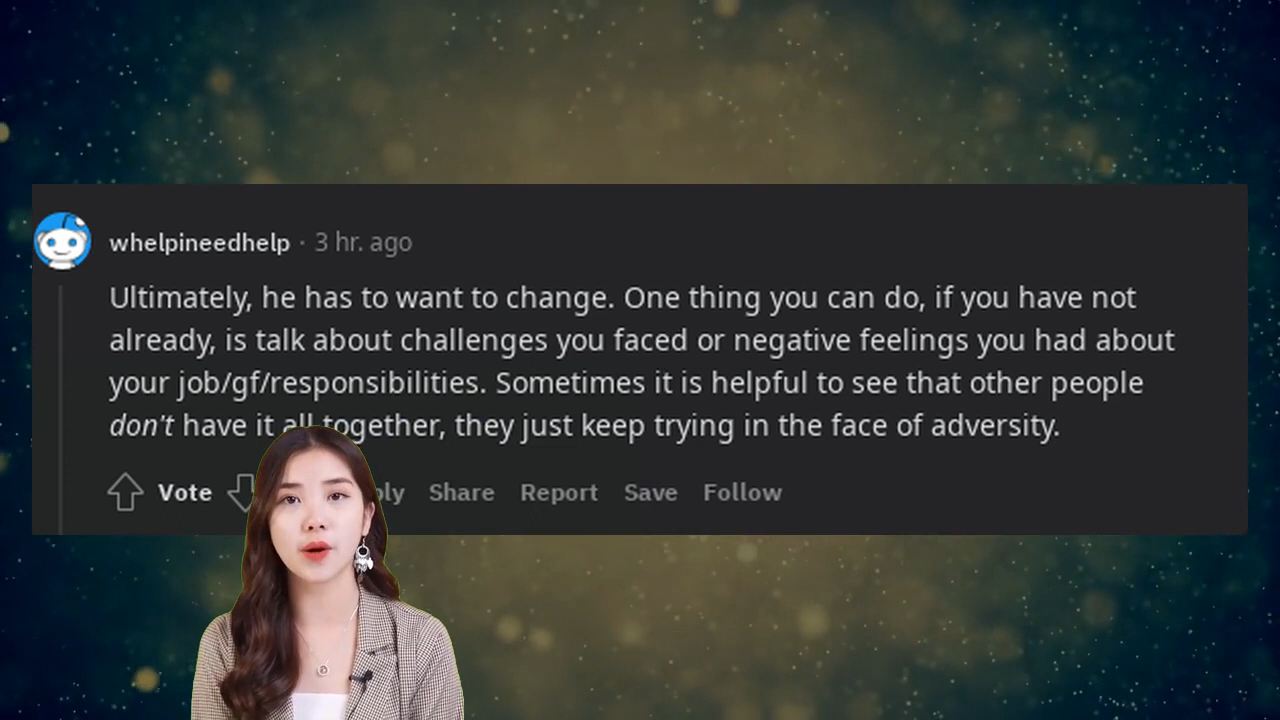 whelpineedhelp · 3 hr. ago
Ultimately, he has to want to change. One thing you can do, if you have not
already, is talk about challenges you faced or negative feelings you had about
your job/gf/responsibilities. Sometimes it is helpful to see that other people
don't have it all together, they just keep trying in the face of adversity.
Vote Share Report Save Follow